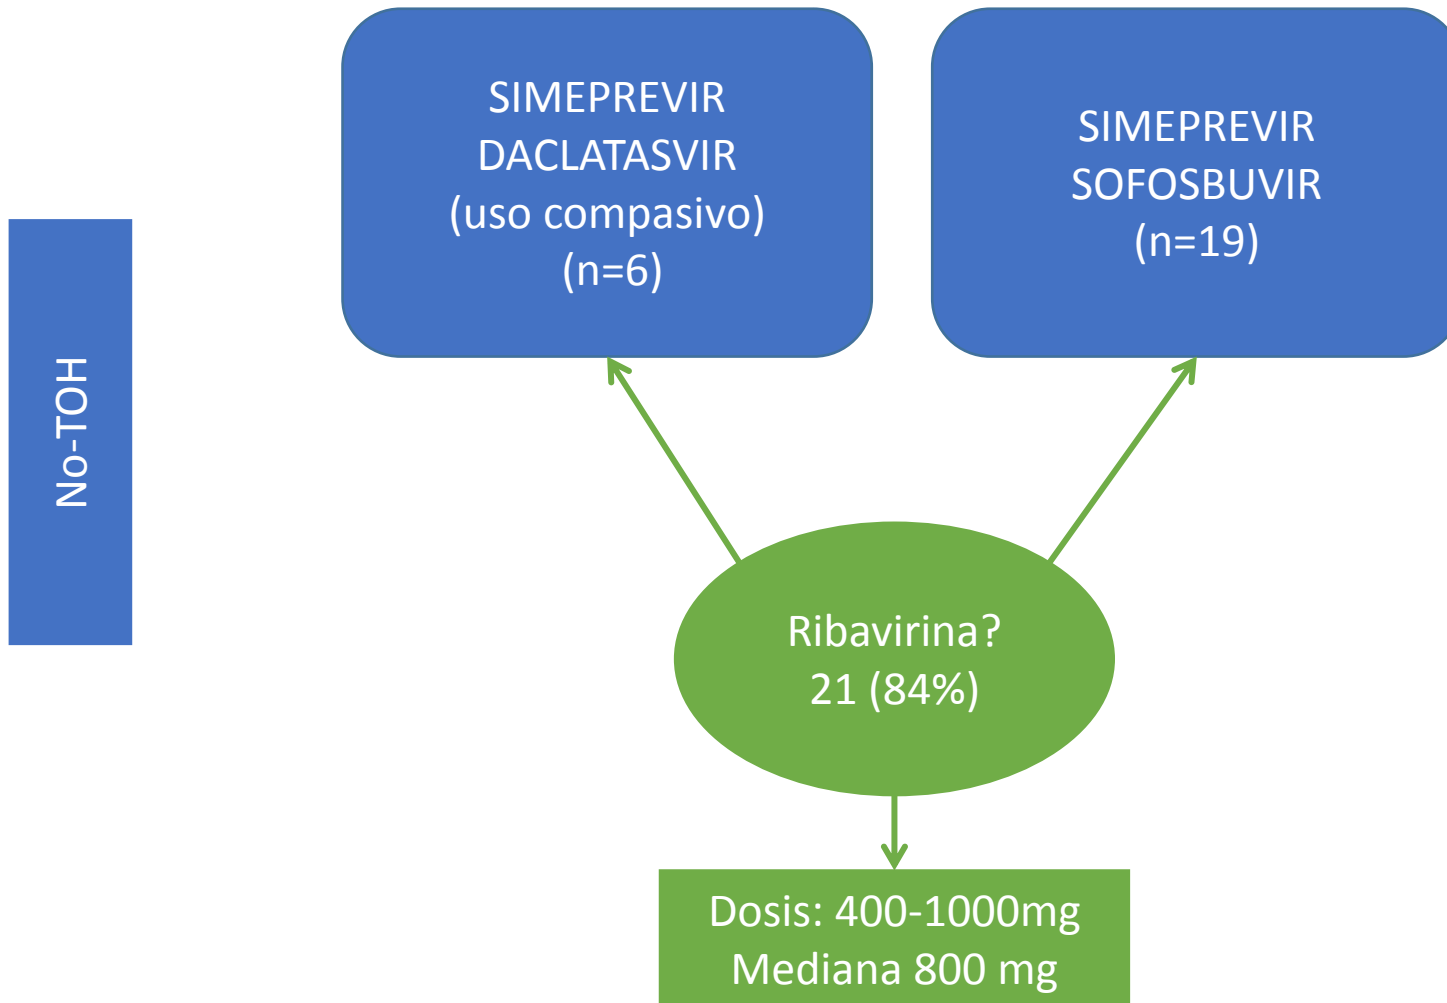 No-TOH
SIMEPREVIR
DACLATASVIR
(uso compasivo)
(n=6)
SIMEPREVIR
SOFOSBUVIR
(n=19)
Ribavirina?
21 (84%)
Dosis: 400-1000mg
Mediana 800 mg